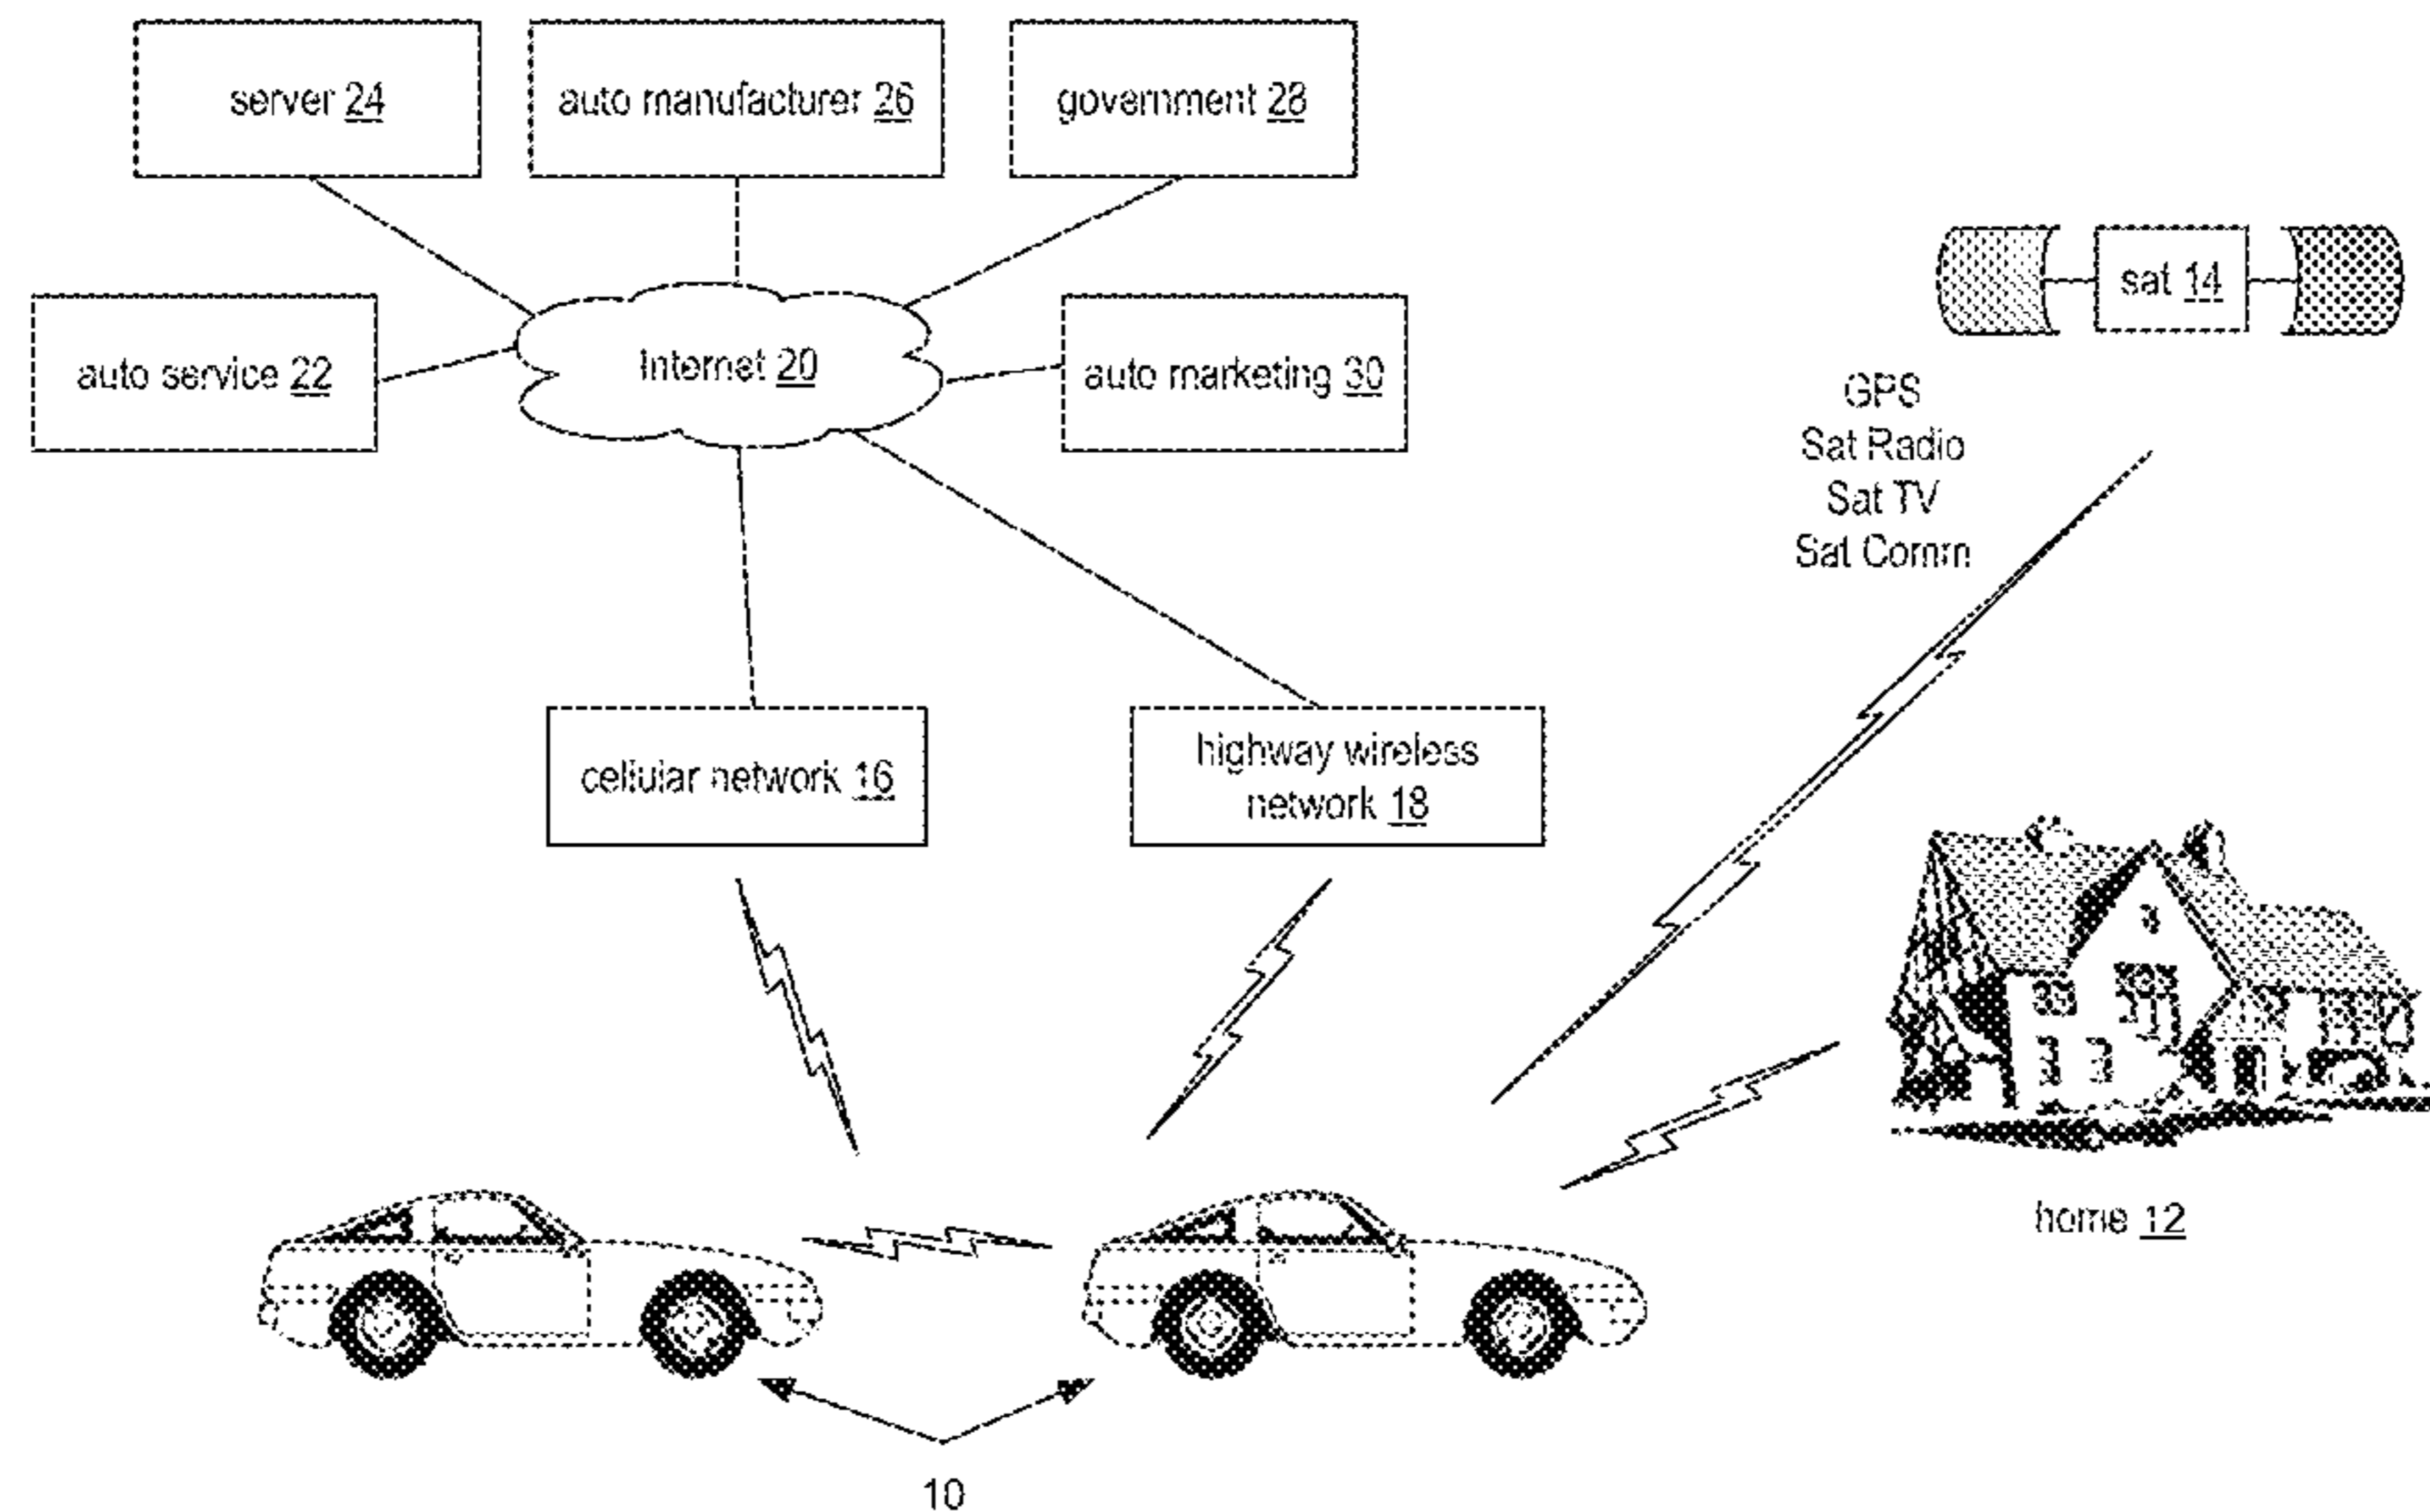 server 24
auto manufacturer 26
government 28
sat 14
auto service 22
Internet 20
auto marketing 30
GPS
Sat Radio
Sat TV
Sat Comm
cellular network 16
highway wireless
network 18
home 12
10